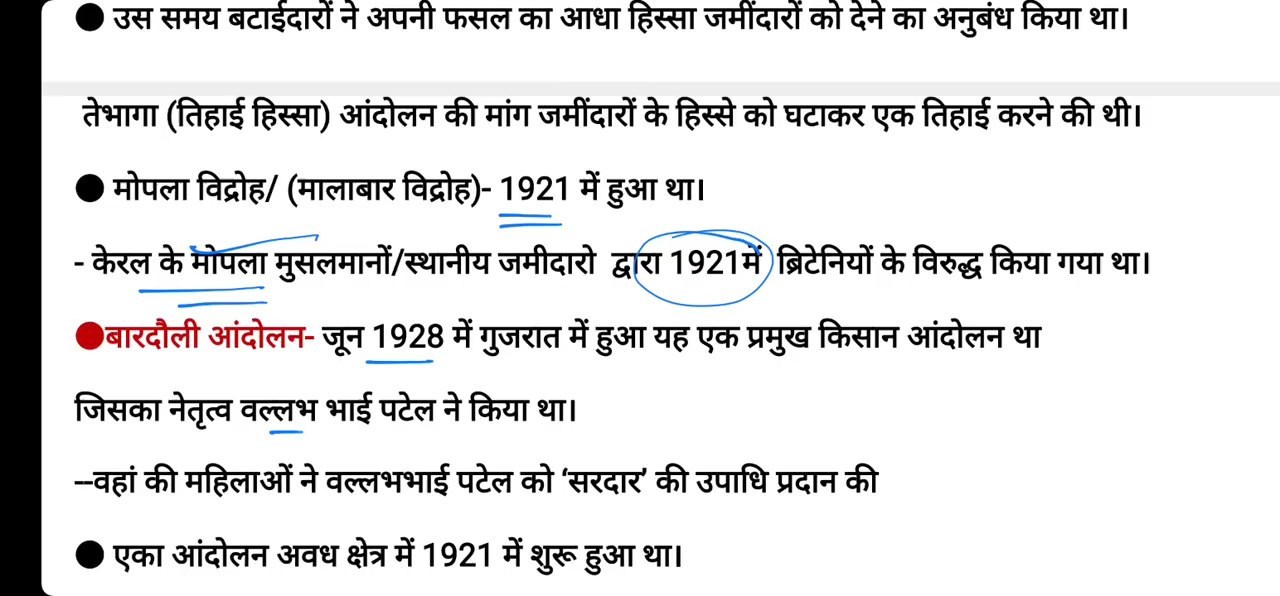 ● उस समय बटाईदारों ने अपनी फसल का आधा हिस्सा जमींदारों को देने का अनुबंध किया था।
तेभागा (तिहाई हिस्सा) आंदोलन की मांग जमींदारों के हिस्से को घटाकर एक तिहाई करने की थी।
● मोपला विद्रोह/ (मालाबार विद्रोह)- 1921 में हुआ था।
- केरल के मोपला मुसलमानों/स्थानीय जमीदारो द्वारा 1921में ब्रिटेनियों के विरुद्ध किया गया था।
●बारदौली आंदोलन- जून 1928 में गुजरात में हुआ यह एक प्रमुख किसान आंदोलन था
जिसका नेतृत्व वल्लभ भाई पटेल ने किया था।
--वहां की महिलाओं ने वल्लभभाई पटेल को ‘सरदार’ की उपाधि प्रदान की
● एका आंदोलन अवध क्षेत्र में 1921 में शुरू हुआ था।